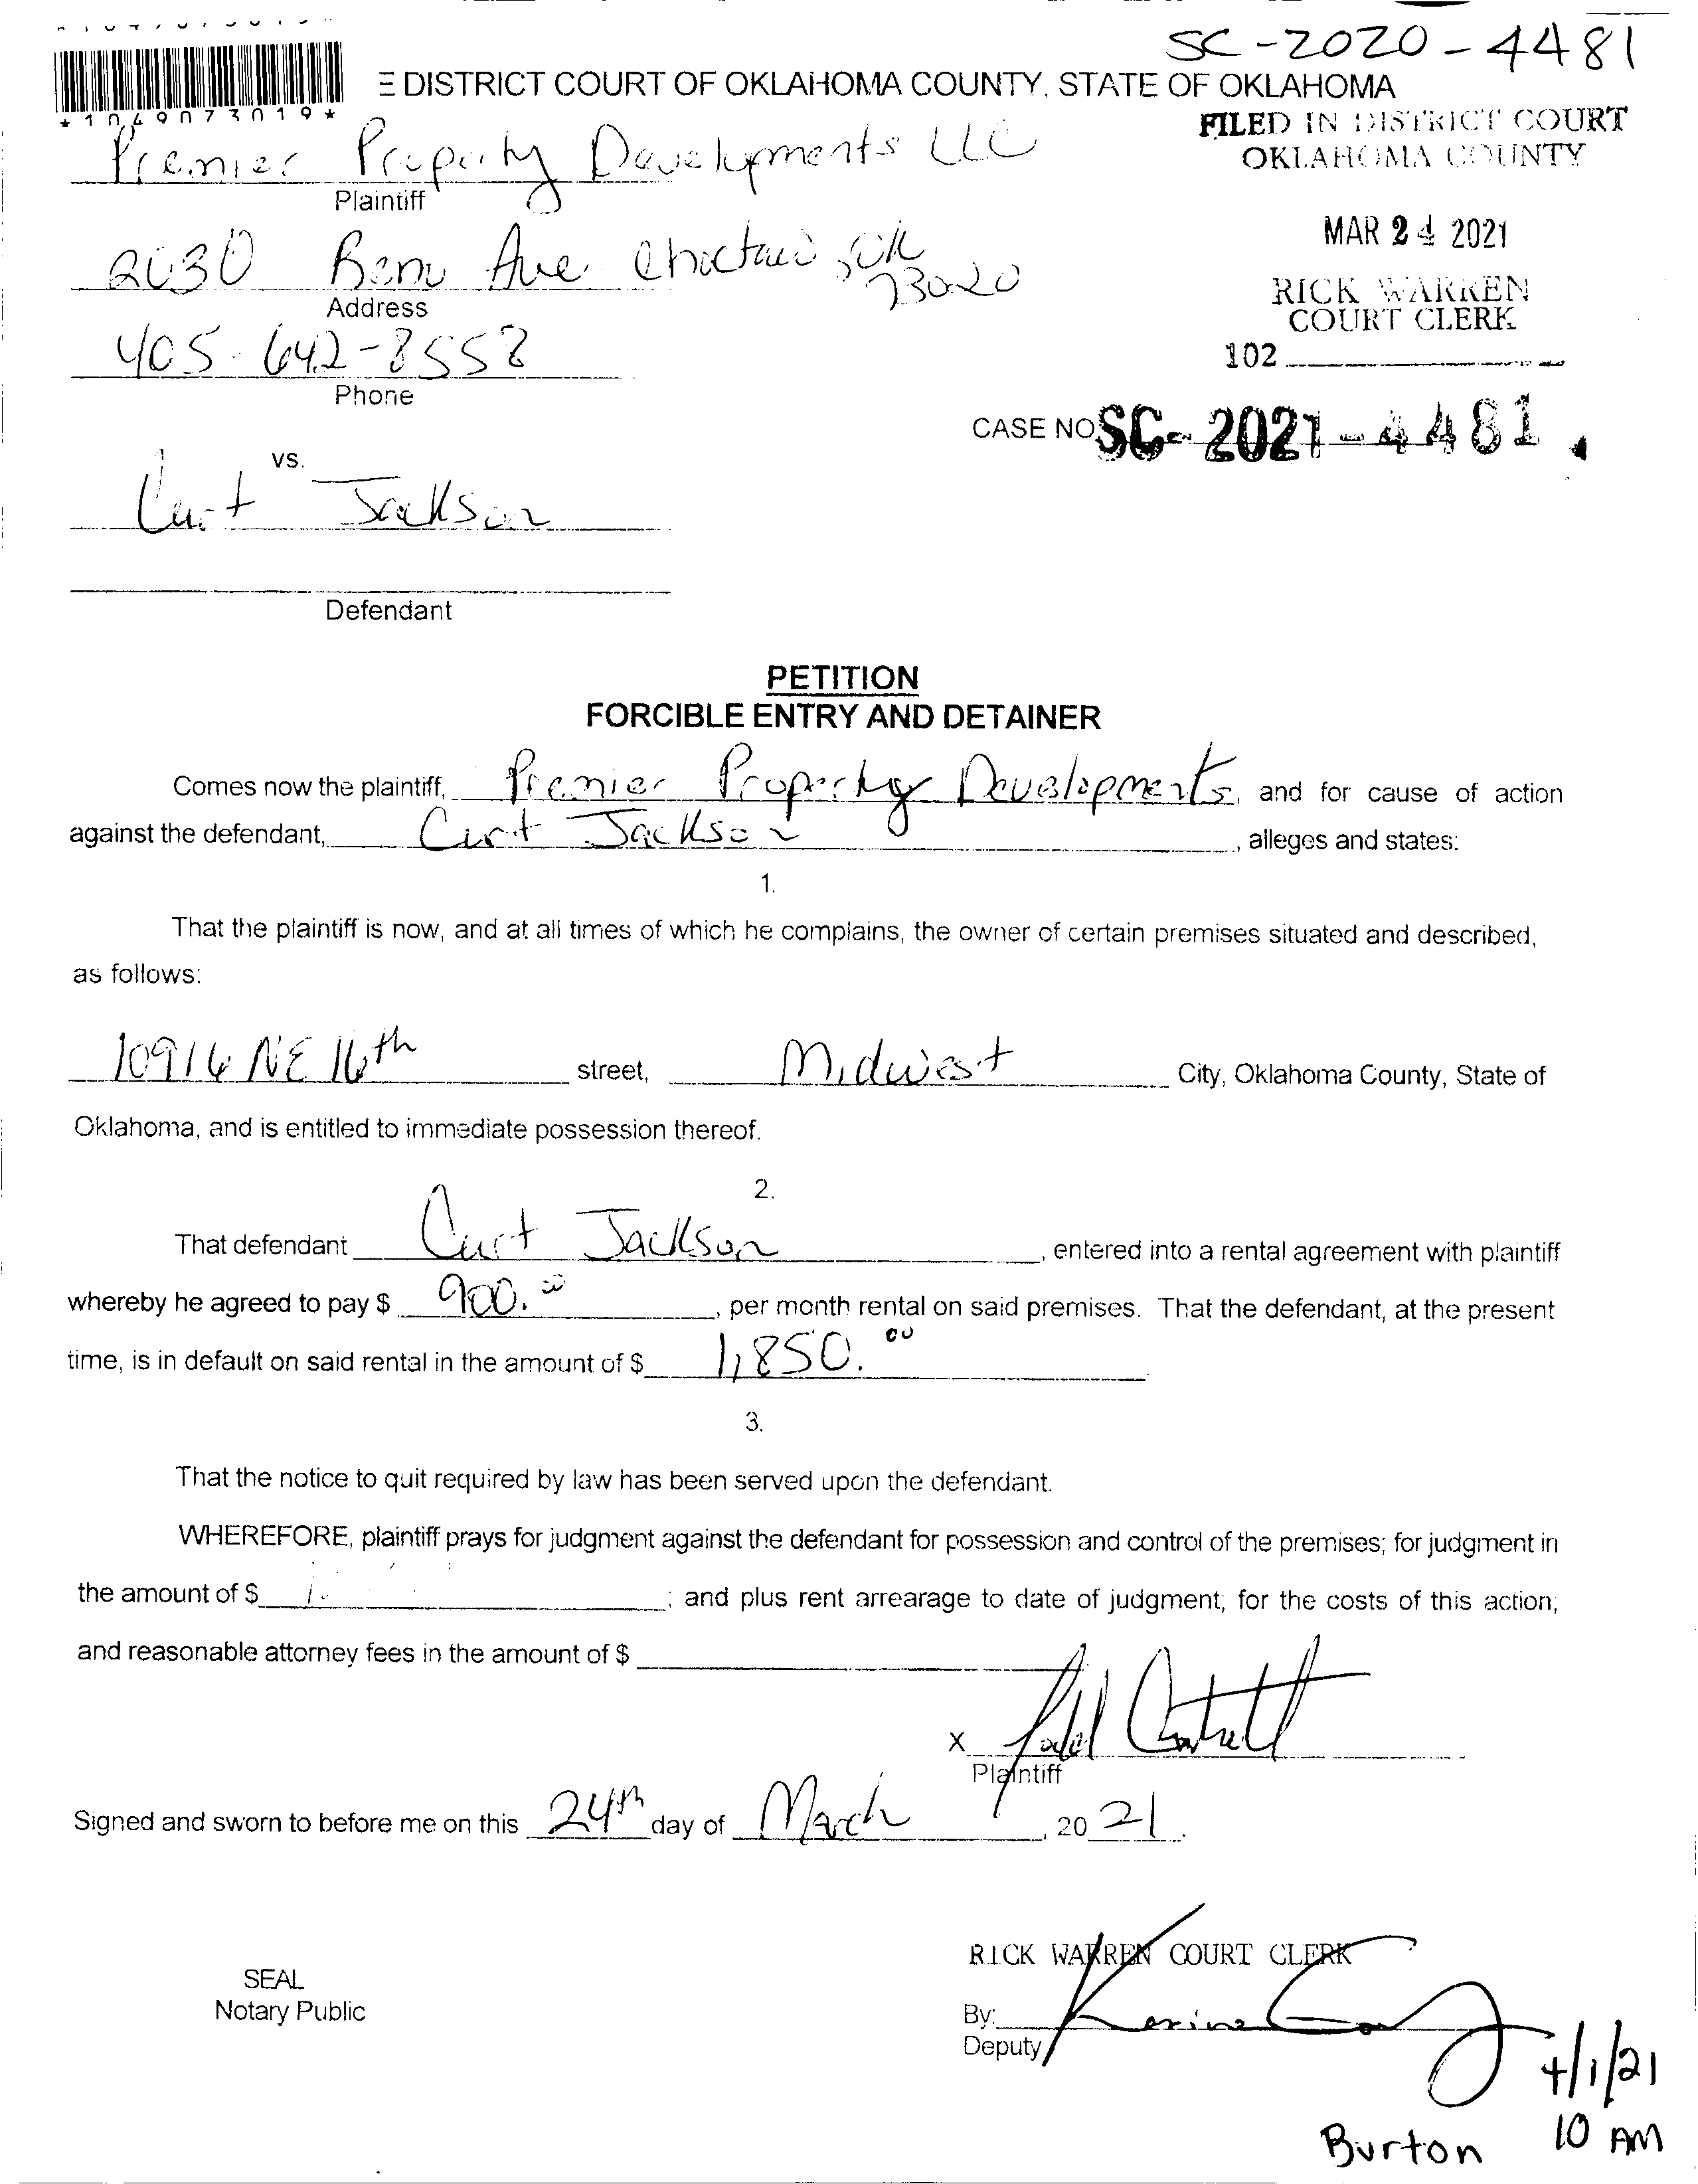 SC-2020-4481
*1049073019*
E DISTRICT COURT OF OKLAHOMA COUNTY, STATE OF OKLAHOMA
FILED IN DISTRICT COURT
OKLAHOMA COUNTY
Premier Property Developments LLC
Plaintiff
MAR 24 2021
2030 Ave Choctaw, OK
73020
Address
RICK WARREN
COURT CLERK
102
405-642-8558
Phone
CASE NO SC-2021-4481
vs.
Curt Jackson
Defendant
PETITION
FORCIBLE ENTRY AND DETAINER
Comes now the plaintiff, Premier Property Developments, and for cause of action
against the defendant, Curt Jackson, alleges and states:
1.
That the plaintiff is now, and at all times of which he complains, the owner of certain premises situated and described,
as follows:
10916 NE 16th street, Midwest City, Oklahoma County, State of
Oklahoma, and is entitled to immediate possession thereof.
2.
That defendant Curt Jackson, entered into a rental agreement with plaintiff
whereby he agreed to pay $ 900.00, per month rental on said premises. That the defendant, at the present
time, is in default on said rental in the amount of $ 1,850.00
3.
That the notice to quit required by law has been served upon the defendant.
WHEREFORE, plaintiff prays for judgment against the defendant for possession and control of the premises; for judgment in
the amount of $ ; and plus rent arrearage to date of judgment; for the costs of this action;
and reasonable attorney fees in the amount of $
X
Plaintiff
Signed and sworn to before me on this 24th day of March, 2021.
RICK WARREN COURT CLERK
SEAL
Notary Public
By:
Deputy
4/1/21
10 AM
Burton